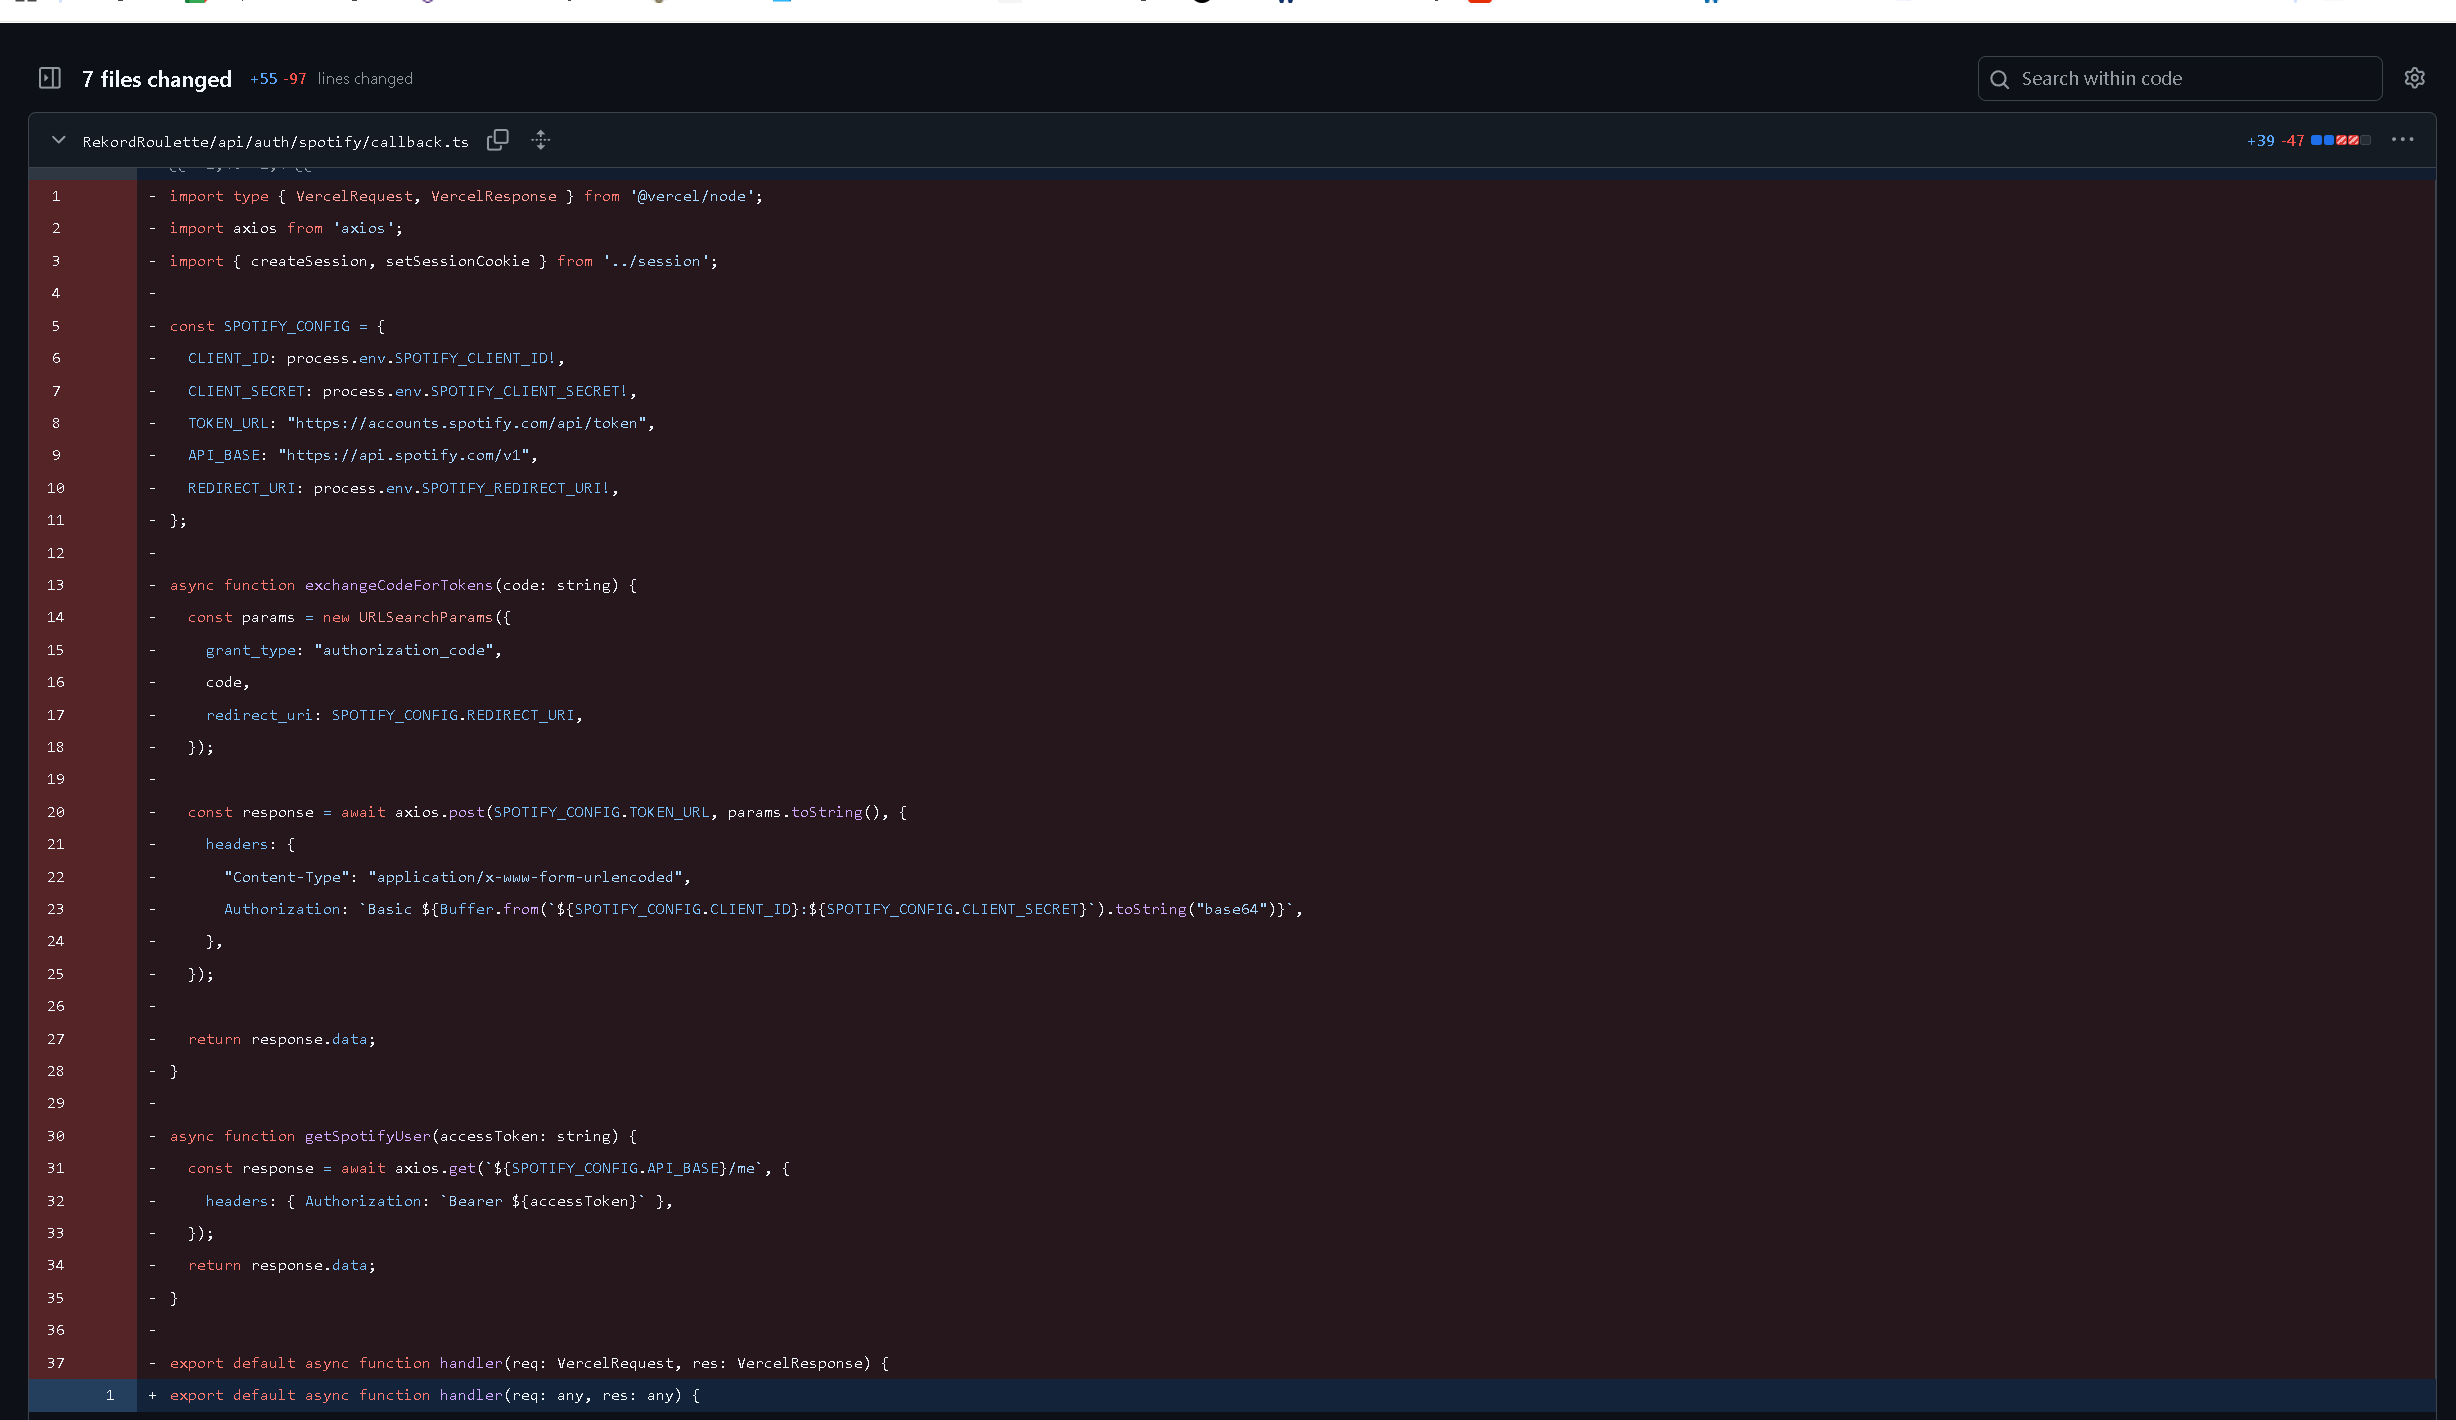 7 files changed +55 -97 lines changed
Search within code
RekordRoulette/api/auth/spotify/callback.ts
+39 -47
1 - import type { VercelRequest, VercelResponse } from '@vercel/node';
2 - import axios from 'axios';
3 - import { createSession, setSessionCookie } from '../session';
4 -
5 - const SPOTIFY_CONFIG = {
6 -   CLIENT_ID: process.env.SPOTIFY_CLIENT_ID!,
7 -   CLIENT_SECRET: process.env.SPOTIFY_CLIENT_SECRET!,
8 -   TOKEN_URL: "https://accounts.spotify.com/api/token",
9 -   API_BASE: "https://api.spotify.com/v1",
10 -   REDIRECT_URI: process.env.SPOTIFY_REDIRECT_URI!,
11 - };
12 -
13 - async function exchangeCodeForTokens(code: string) {
14 -   const params = new URLSearchParams({
15 -     grant_type: "authorization_code",
16 -     code,
17 -     redirect_uri: SPOTIFY_CONFIG.REDIRECT_URI,
18 -   });
19 -
20 -   const response = await axios.post(SPOTIFY_CONFIG.TOKEN_URL, params.toString(), {
21 -     headers: {
22 -       "Content-Type": "application/x-www-form-urlencoded",
23 -       Authorization: `Basic ${Buffer.from(`${SPOTIFY_CONFIG.CLIENT_ID}:${SPOTIFY_CONFIG.CLIENT_SECRET}`).toString("base64")}`,
24 -     },
25 -   });
26 -
27 -   return response.data;
28 - }
29 -
30 - async function getSpotifyUser(accessToken: string) {
31 -   const response = await axios.get(`${SPOTIFY_CONFIG.API_BASE}/me`, {
32 -     headers: { Authorization: `Bearer ${accessToken}` },
33 -   });
34 -   return response.data;
35 - }
36 -
37 - export default async function handler(req: VercelRequest, res: VercelResponse) {
1 + export default async function handler(req: any, res: any) {